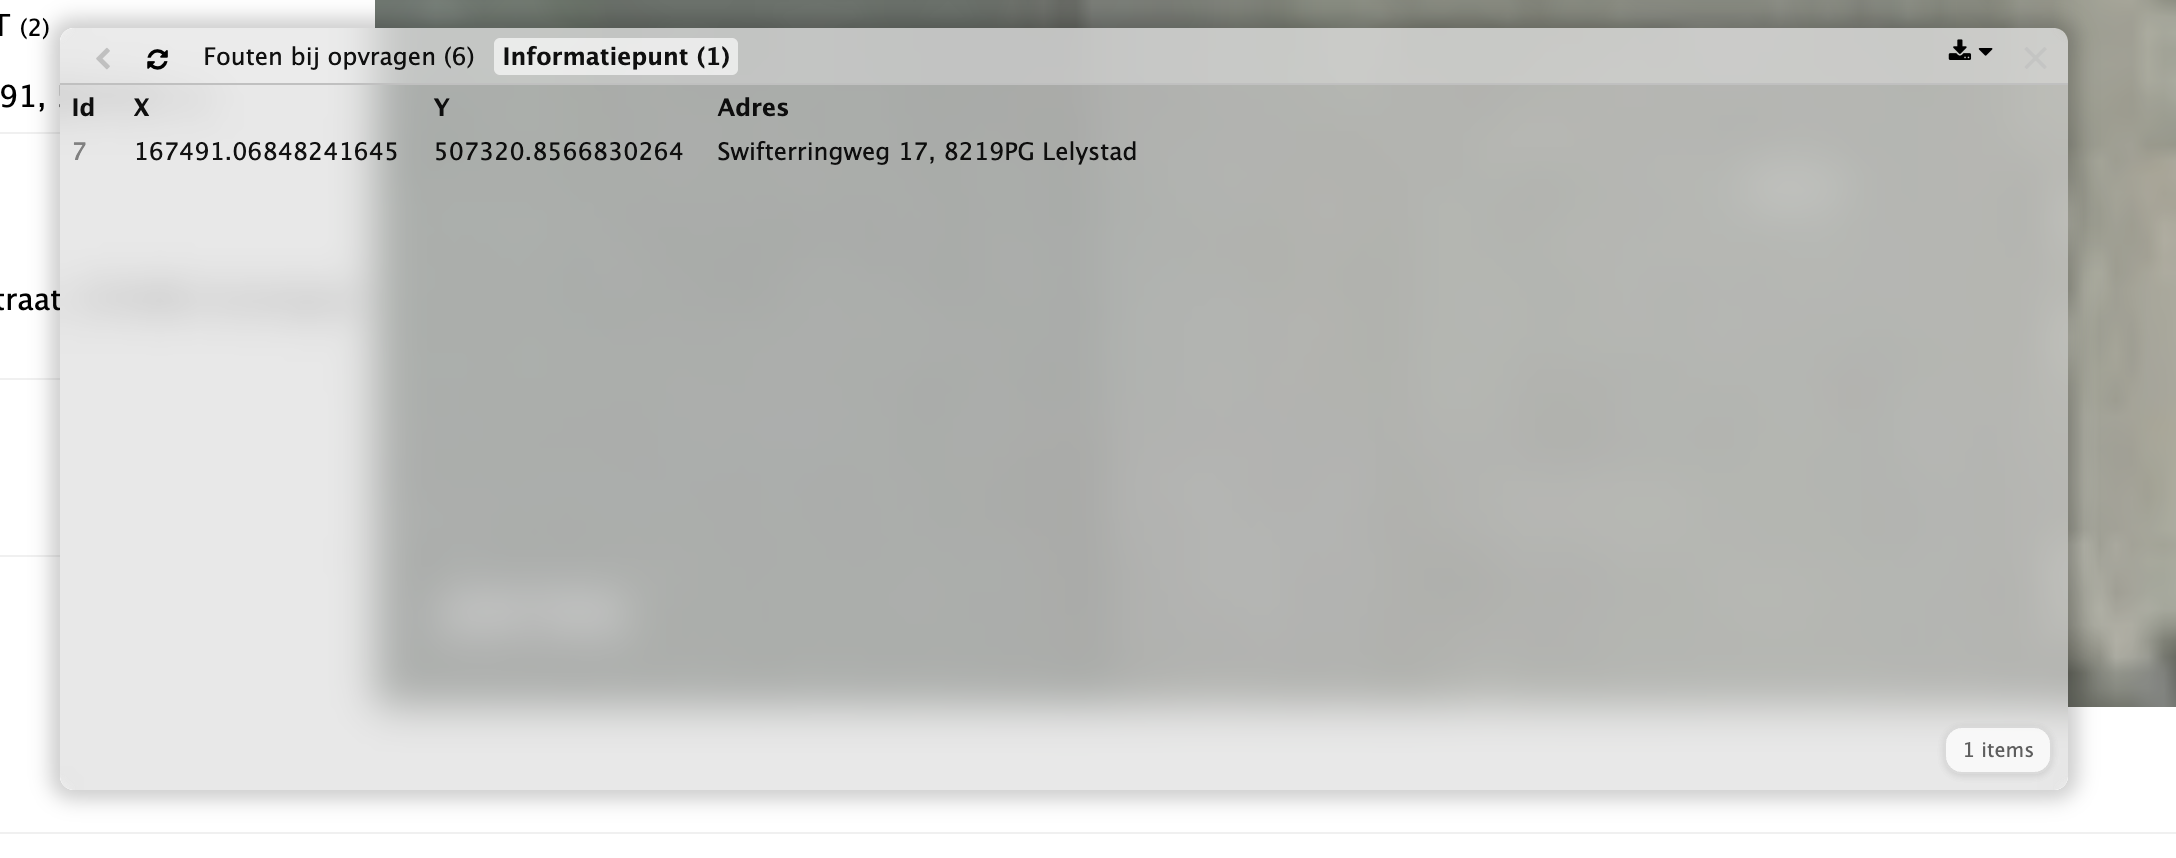 (2)
Fouten bij opvragen (6) Informatiepunt (1)
91,
Id X Y Adres
7 167491.06848241645 507320.8566830264 Swifterringweg 17, 8219PG Lelystad
traat
1 items